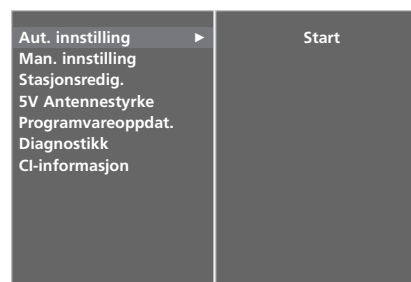 Aut. innstilling ► Start
Man. innstilling
Stasjonsredig.
5V Antennestyrke
Programvareoppdat.
Diagnostikk
CI-informasjon